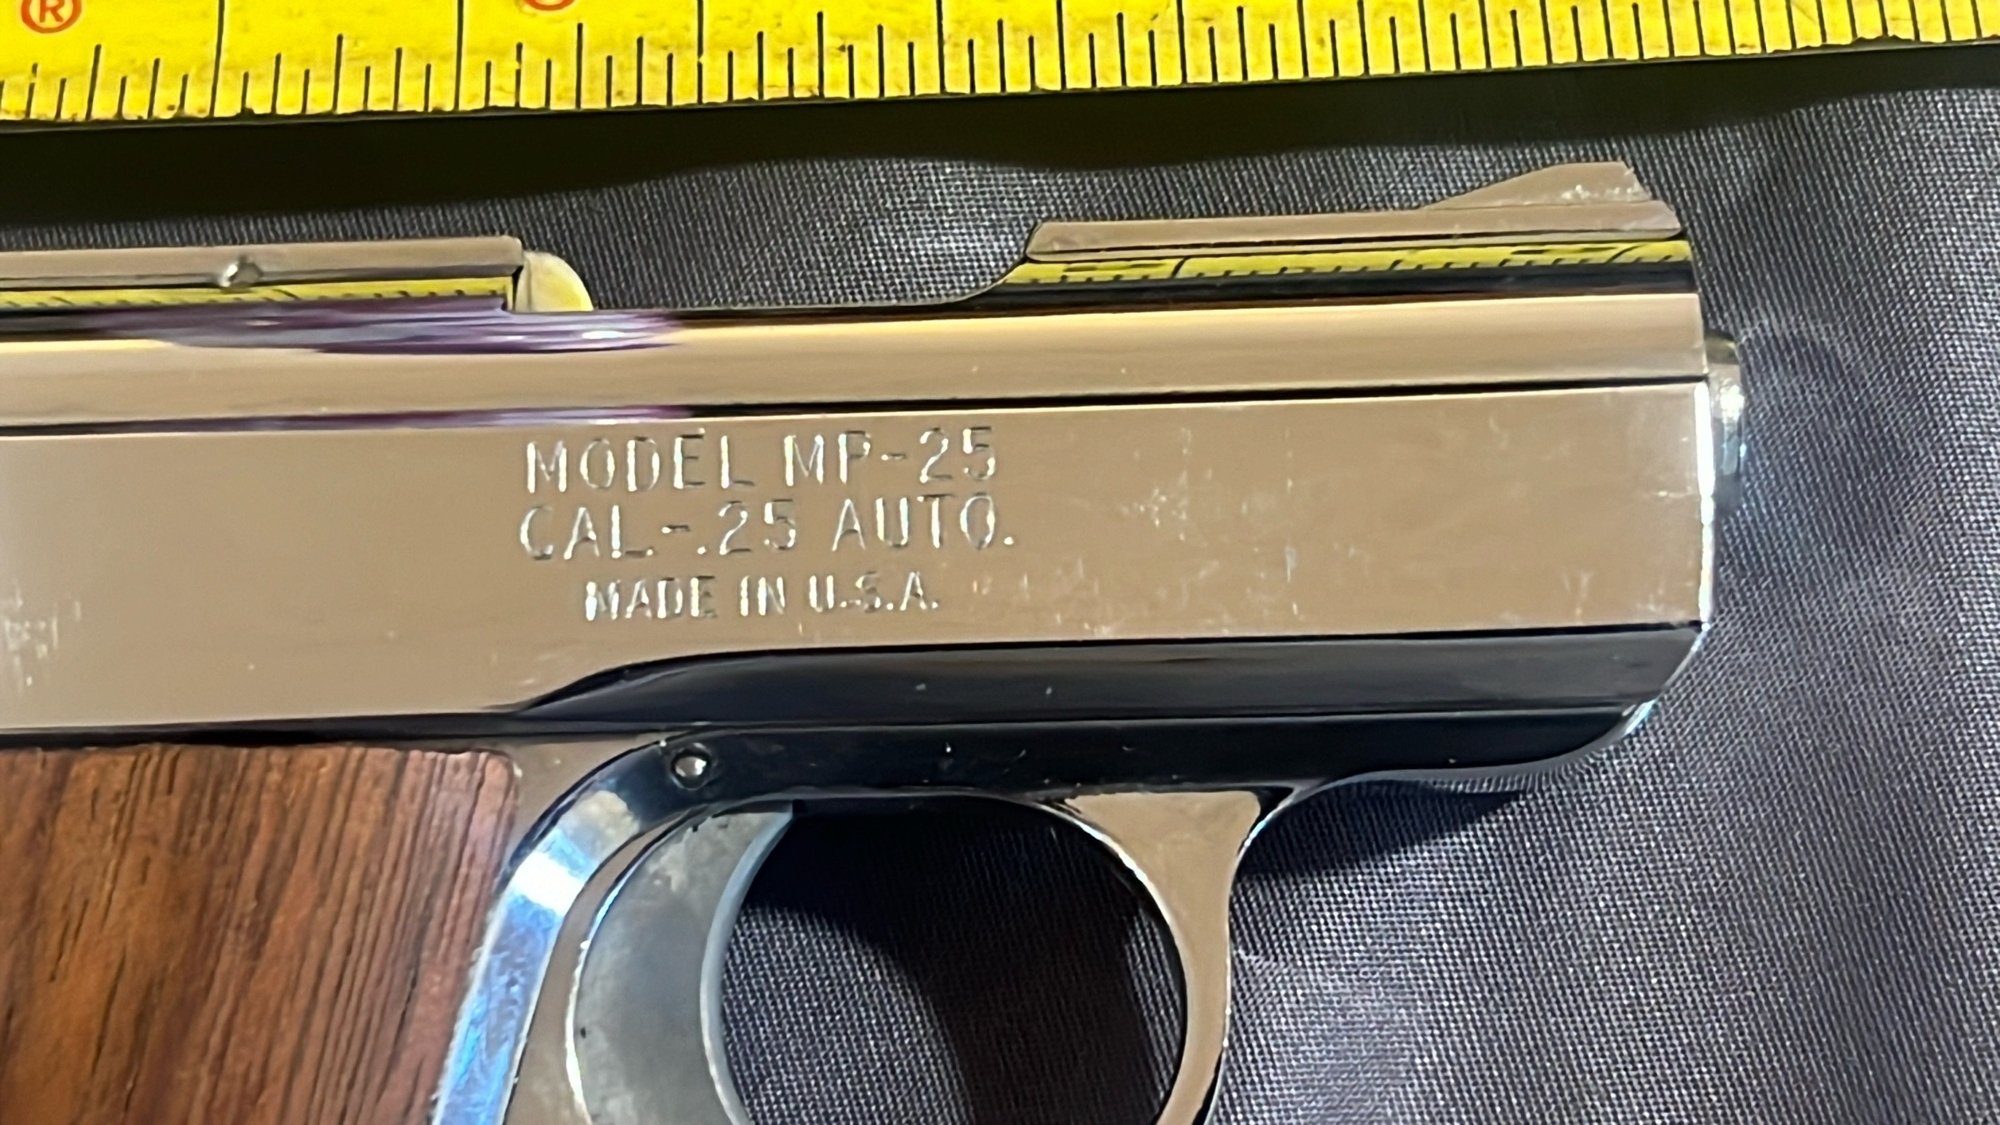 ®
MODEL MP-25
CAL.-.25 AUTO.
MADE IN U.S.A.